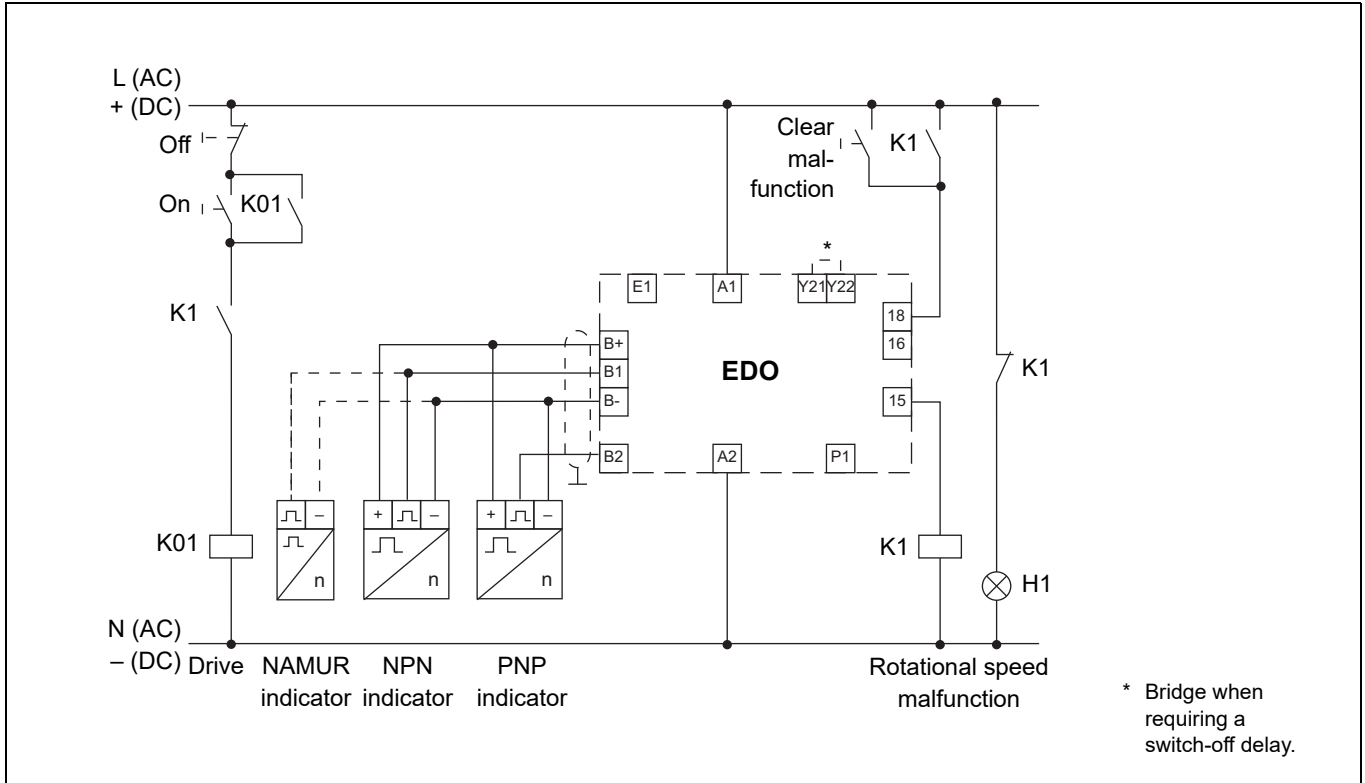 L (AC)
+ (DC)
Off
On
K01
K1
K01
N (AC)
– (DC)
Drive
NAMUR
indicator
NPN
indicator
PNP
indicator
–
n
+
–
n
+
–
n
E1
A1
*
Y21
Y22
B+
B1
B-
B2
EDO
A2
P1
18
16
15
Clear
mal-
function
K1
K1
K1
H1
Rotational speed
malfunction
* Bridge when
requiring a
switch-off delay.